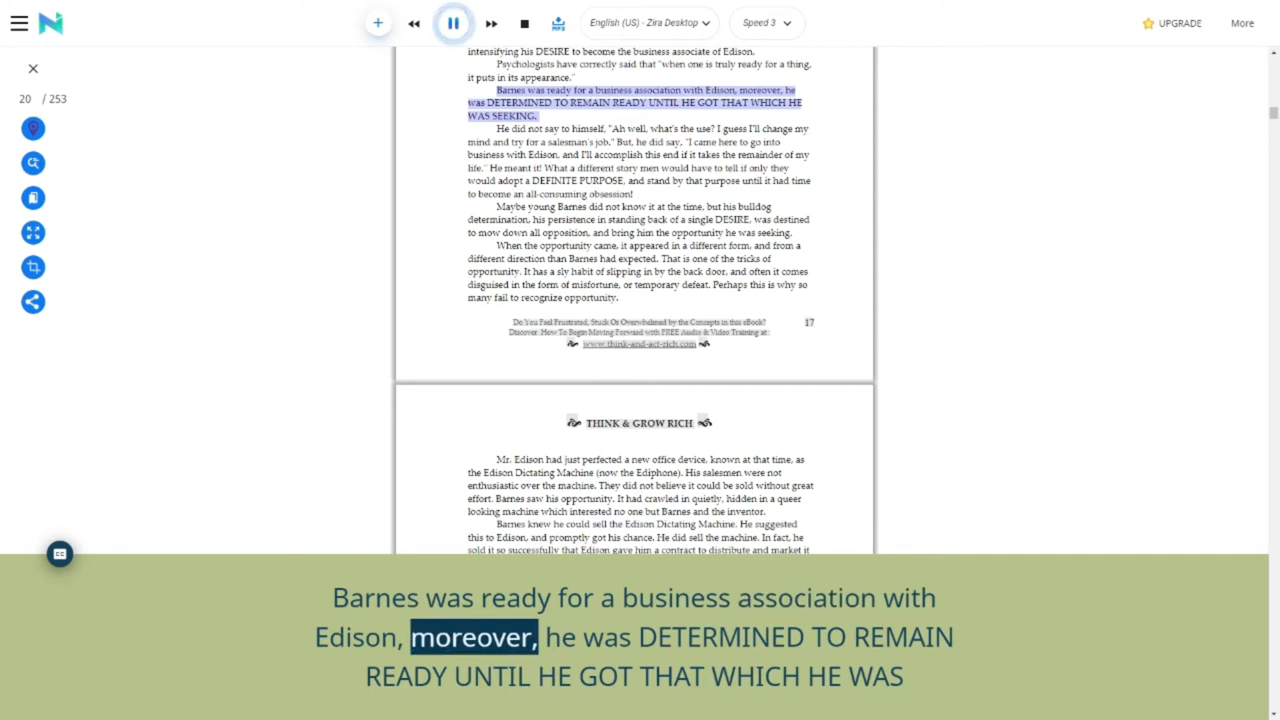 +
MP3
English (US) - Zira Desktop
Speed 3
UPGRADE
More
20 / 253
intensifying his DESIRE to become the business associate of Edison.
Psychologists have correctly said that "when one is truly ready for a thing,
it puts in its appearance."
Barnes was ready for a business association with Edison, moreover, he
was DETERMINED TO REMAIN READY UNTIL HE GOT THAT WHICH HE
WAS SEEKING.
He did not say to himself, "Ah well, what's the use? I guess I'll change my
mind and try for a salesman's job." But, he did say, "I came here to go into
business with Edison, and I'll accomplish this end if it takes the remainder of my
life." He meant it! What a different story men would have to tell if only they
would adopt a DEFINITE PURPOSE, and stand by that purpose until it had time
to become an all-consuming obsession!
Maybe young Barnes did not know it at the time, but his bulldog
determination, his persistence in standing back of a single DESIRE, was destined
to mow down all opposition, and bring him the opportunity he was seeking.
When the opportunity came, it appeared in a different form, and from a
different direction than Barnes had expected. That is one of the tricks of
opportunity. It has a sly habit of slipping in by the back door, and often it comes
disguised in the form of misfortune, or temporary defeat. Perhaps this is why so
many fail to recognize opportunity.
Do You Feel Frustrated, Stuck Or Overwhelmed by the Concepts in this eBook? 17
Discover How To Begin Moving Forward with FREE Audio & Video Training at:
www.think-and-act-rich.com
THINK & GROW RICH
Mr. Edison had just perfected a new office device, known at that time, as
the Edison Dictating Machine (now the Ediphone). His salesmen were not
enthusiastic over the machine. They did not believe it could be sold without great
effort. Barnes saw his opportunity. It had crawled in quietly, hidden in a queer
looking machine which interested no one but Barnes and the inventor.
Barnes knew he could sell the Edison Dictating Machine. He suggested
this to Edison, and promptly got his chance. He did sell the machine. In fact, he
sold it so successfully that Edison gave him a contract to distribute and market it
CC
Barnes was ready for a business association with
Edison, moreover, he was DETERMINED TO REMAIN
READY UNTIL HE GOT THAT WHICH HE WAS